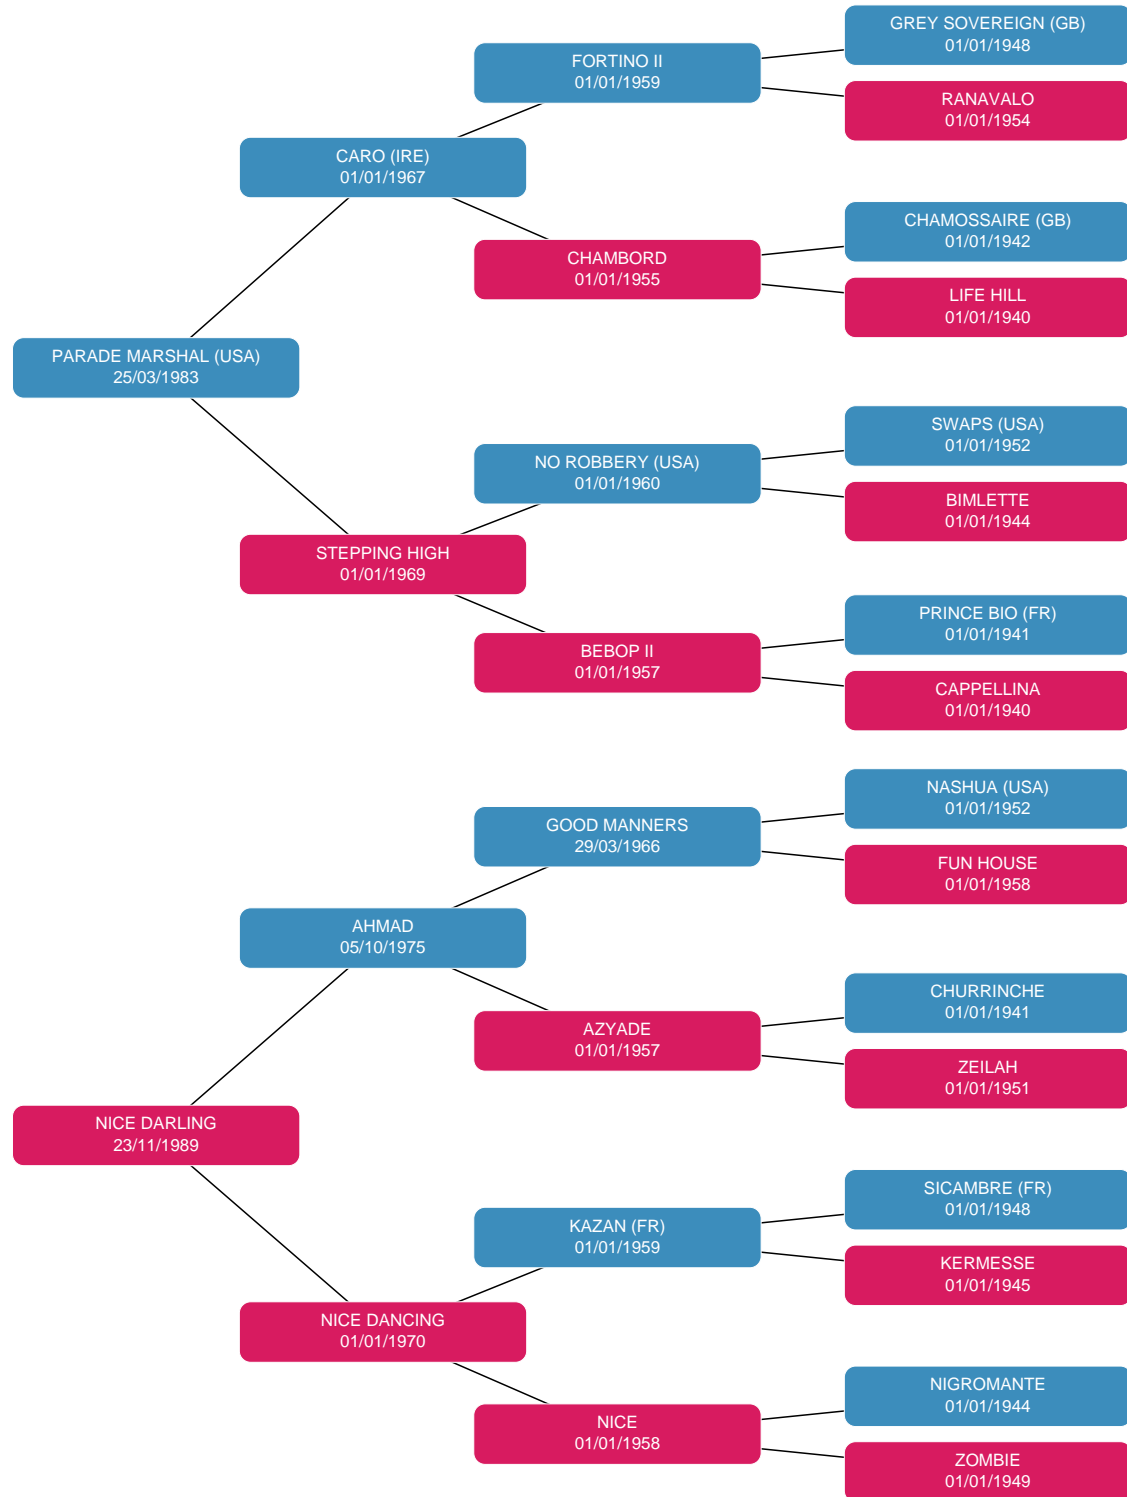 GREY SOVEREIGN (GB)
01/01/1948
FORTINO II
01/01/1959
RANAVALO
01/01/1954
CARO (IRE)
01/01/1967
CHAMOSSAIRE (GB)
01/01/1942
CHAMBORD
01/01/1955
LIFE HILL
01/01/1940
PARADE MARSHAL (USA)
25/03/1983
SWAPS (USA)
01/01/1952
NO ROBBERY (USA)
01/01/1960
BIMLETTE
01/01/1944
STEPPING HIGH
01/01/1969
PRINCE BIO (FR)
01/01/1941
BEBOP II
01/01/1957
CAPPELLINA
01/01/1940
NASHUA (USA)
01/01/1952
GOOD MANNERS
29/03/1966
FUN HOUSE
01/01/1958
AHMAD
05/10/1975
CHURRINCHE
01/01/1941
AZYADE
01/01/1957
ZEILAH
01/01/1951
NICE DARLING
23/11/1989
SICAMBRE (FR)
01/01/1948
KAZAN (FR)
01/01/1959
KERMESSE
01/01/1945
NICE DANCING
01/01/1970
NIGROMANTE
01/01/1944
NICE
01/01/1958
ZOMBIE
01/01/1949